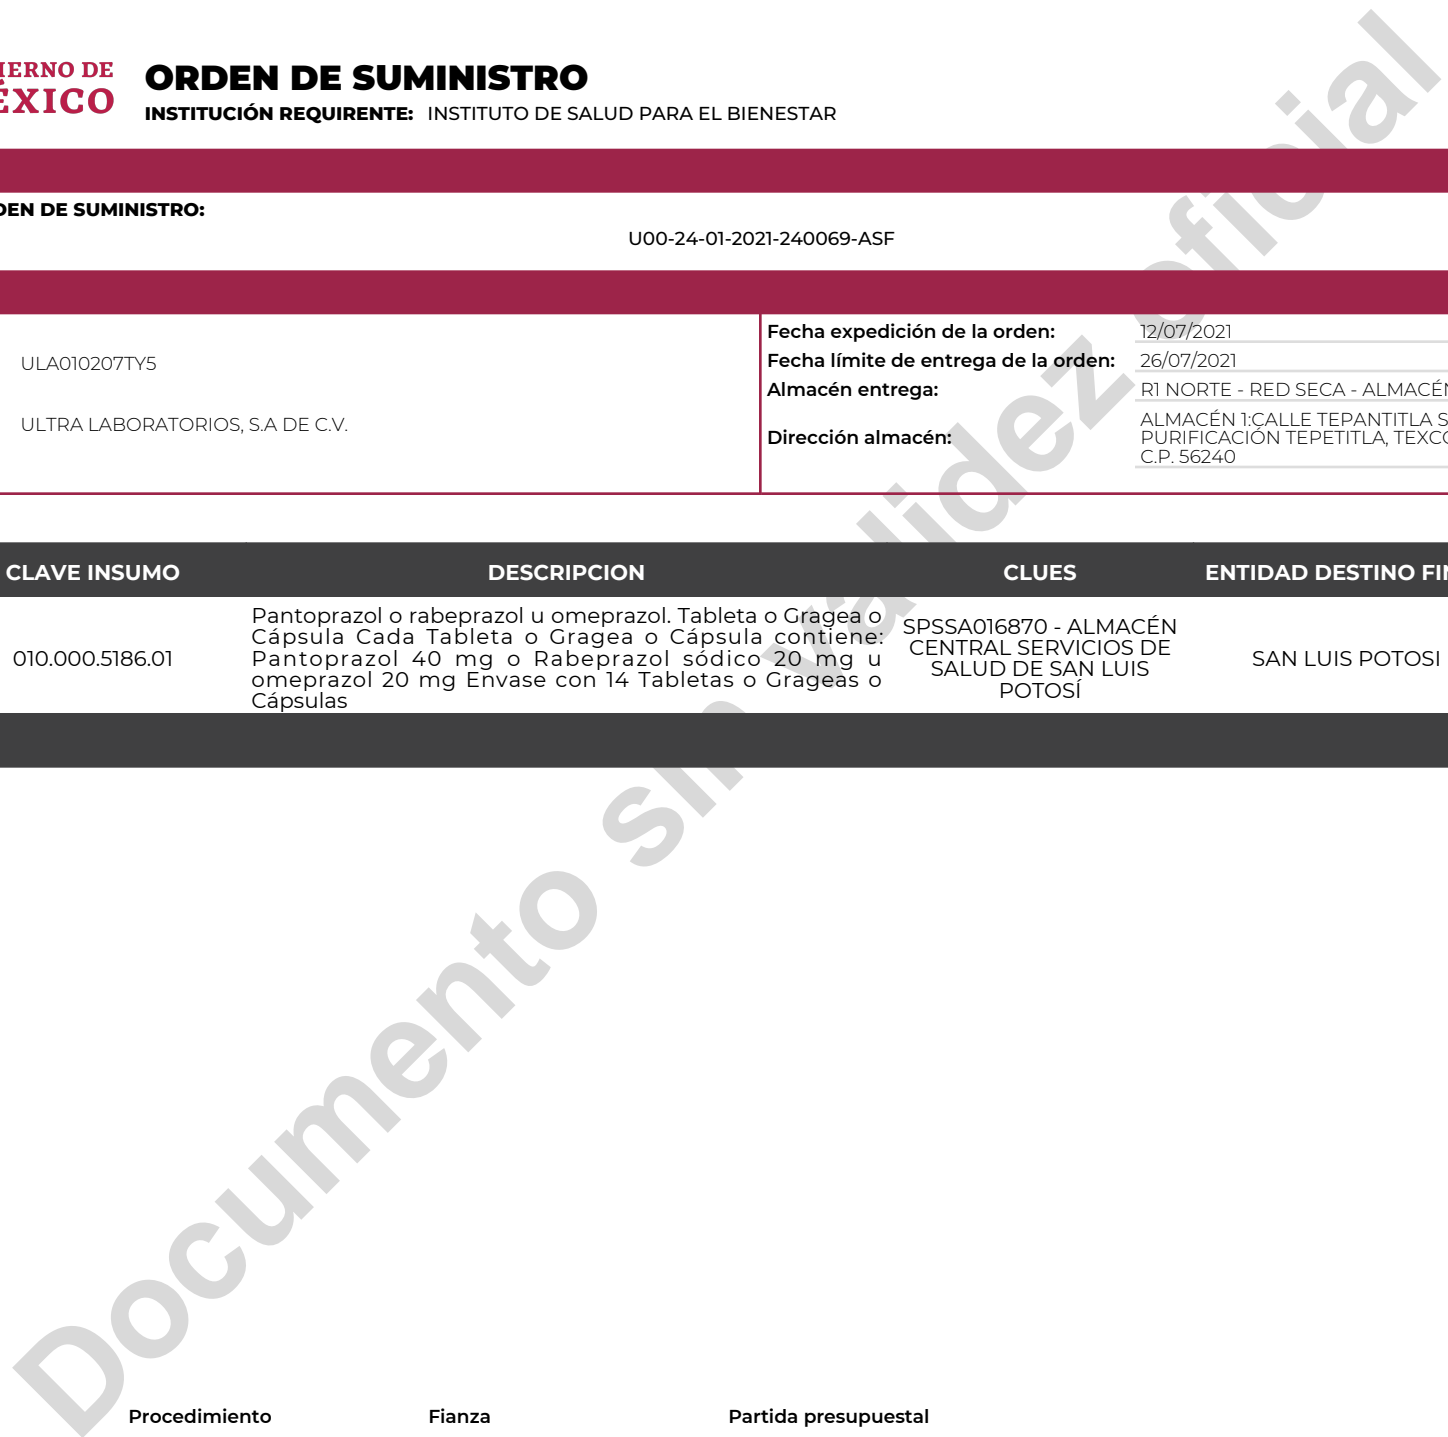 IERNO DE
ÉXICO
ORDEN DE SUMINISTRO
INSTITUCIÓN REQUIRENTE: INSTITUTO DE SALUD PARA EL BIENESTAR
DEN DE SUMINISTRO:
U00-24-01-2021-240069-ASF
ULA010207TY5
ULTRA LABORATORIOS, S.A DE C.V.
Fecha expedición de la orden: 12/07/2021
Fecha límite de entrega de la orden: 26/07/2021
Almacén entrega: R1 NORTE - RED SECA - ALMACÉN
Dirección almacén: ALMACÉN 1:CALLE TEPANTITLA S
PURIFICACIÓN TEPETITLA, TEXCO
C.P. 56240
CLAVE INSUMO DESCRIPCION CLUES ENTIDAD DESTINO FIN
010.000.5186.01
Pantoprazol o rabeprazol u omeprazol. Tableta o Gragea o
Cápsula Cada Tableta o Gragea o Cápsula contiene:
Pantoprazol 40 mg o Rabeprazol sódico 20 mg u
omeprazol 20 mg Envase con 14 Tabletas o Grageas o
Cápsulas
SPSSA016870 - ALMACÉN
CENTRAL SERVICIOS DE
SALUD DE SAN LUIS
POTOSÍ
SAN LUIS POTOSI
Documento sin validez oficial
Procedimiento Fianza Partida presupuestal